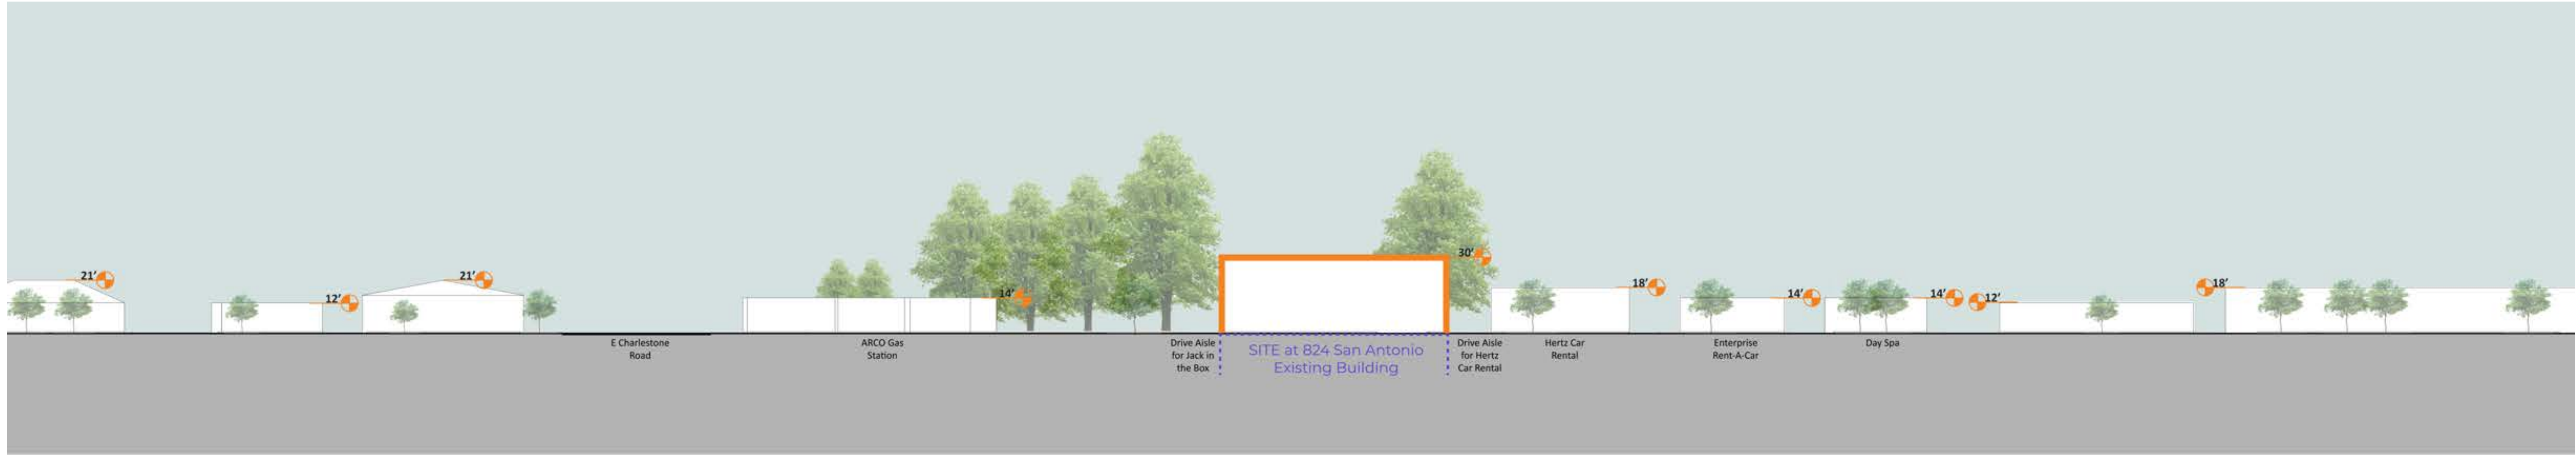 21'
12'
21'
14'
30'
18'
14'
14'
12'
18'
E Charlestone
Road
ARCO Gas
Station
Drive Aisle
for Jack in
the Box
SITE at 824 San Antonio
Existing Building
Drive Aisle
for Hertz
Car Rental
Hertz Car
Rental
Enterprise
Rent-A-Car
Day Spa